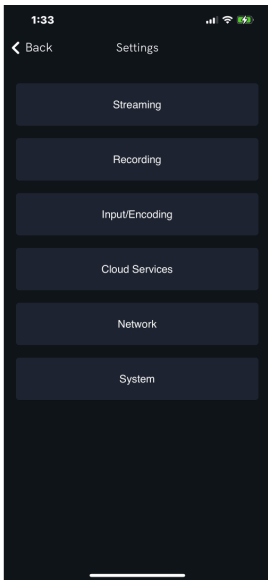 1:33
Back Settings
Streaming
Recording
Input/Encoding
Cloud Services
Network
System